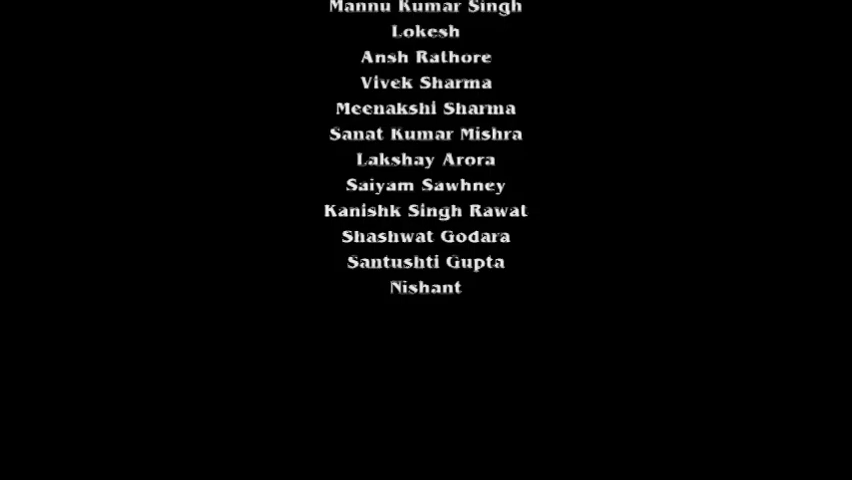 Mannu Kumar Singh
Lokesh
Ansh Rathore
Vivek Sharma
Meenakshi Sharma
Sanat Kumar Mishra
Lakshay Arora
Saiyam Sawhney
Kanishk Singh Rawat
Shashwat Godara
Santushti Gupta
Nishant